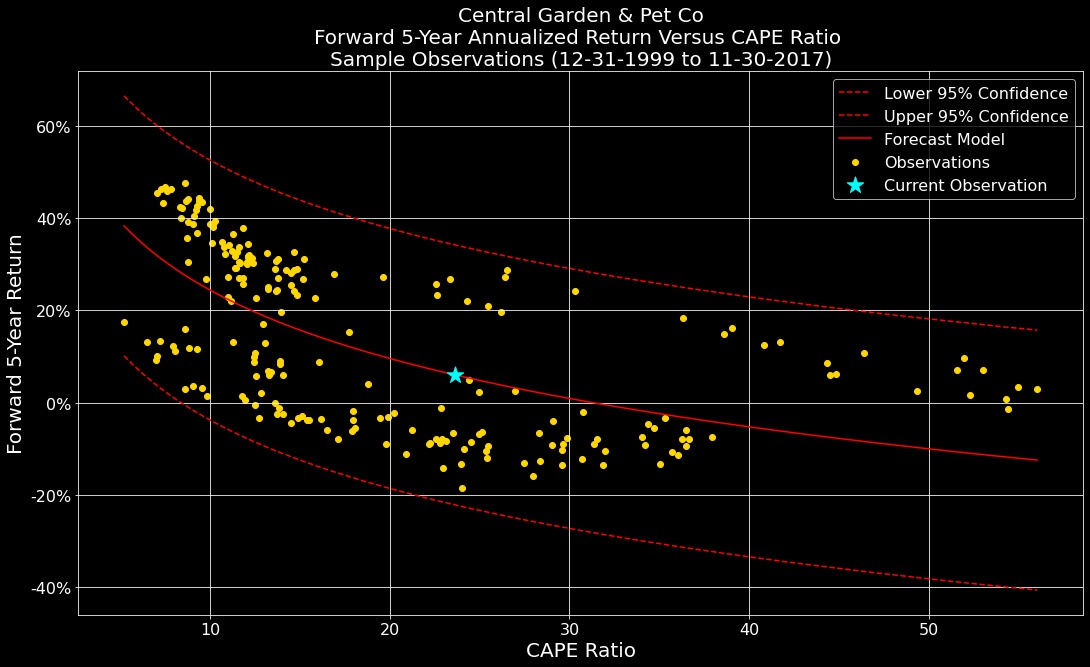 Central Garden & Pet Co
Forward 5-Year Annualized Return Versus CAPE Ratio
Sample Observations (12-31-1999 to 11-30-2017)
Lower 95% Confidence
Upper 95% Confidence
Forecast Model
Observations
Current Observation
Forward 5-Year Return
60%
40%
20%
0%
-20%
-40%
10
20
30
40
50
CAPE Ratio